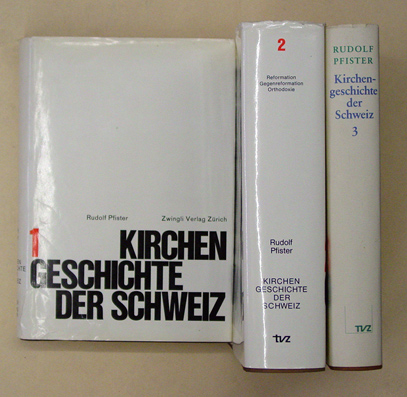 Rudolf Pfister Zwingli Verlag Zürich
1 KIRCHEN
GESCHICHTE
DER SCHWEIZ
2
Reformation
Gegenreformation
Orthodoxie
Rudolf
Pfister
KIRCHEN
GESCHICHTE
DER
SCHWEIZ
TVZ
RUDOLF
PFISTER
Kirchen-
geschichte
der
Schweiz
3
TVZ